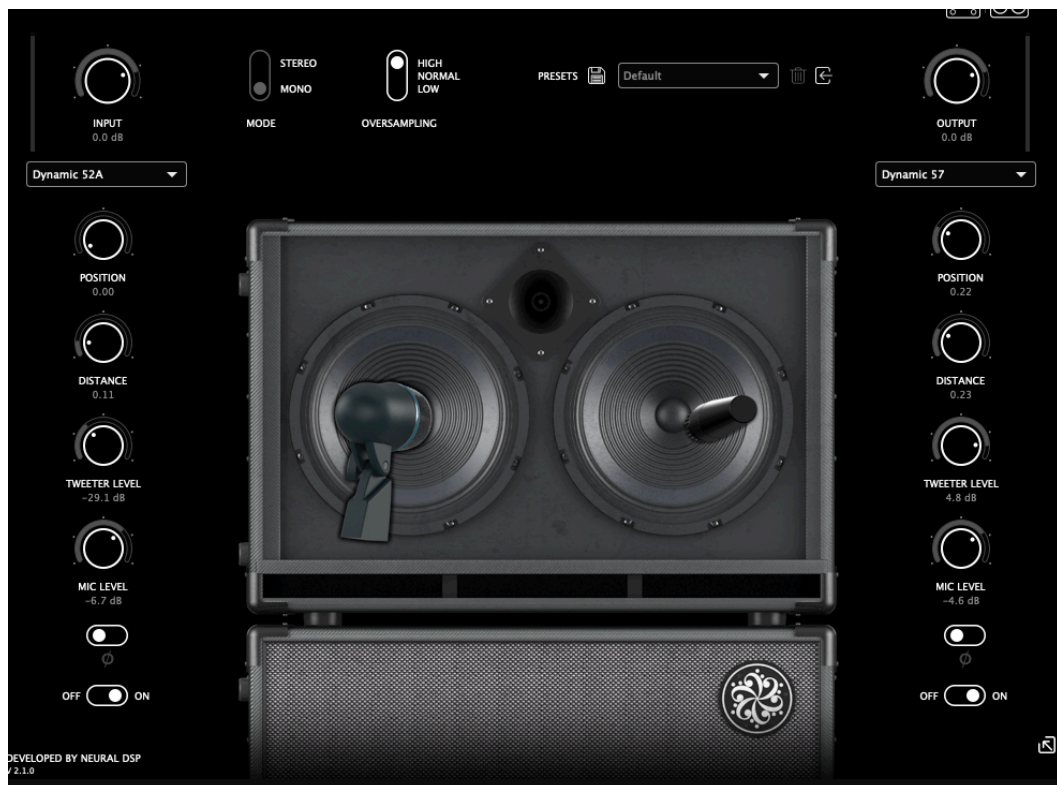 STEREO
MONO
MODE
HIGH
NORMAL
LOW
OVERSAMPLING
PRESETS
Default
INPUT
0.0 dB
OUTPUT
0.0 dB
Dynamic 52A
Dynamic 57
POSITION
0.00
DISTANCE
0.11
TWEETER LEVEL
-29.1 dB
MIC LEVEL
-6.7 dB
Ø
OFF
ON
POSITION
0.22
DISTANCE
0.23
TWEETER LEVEL
4.8 dB
MIC LEVEL
-4.6 dB
Ø
OFF
ON
DEVELOPED BY NEURAL DSP
V 2.1.0